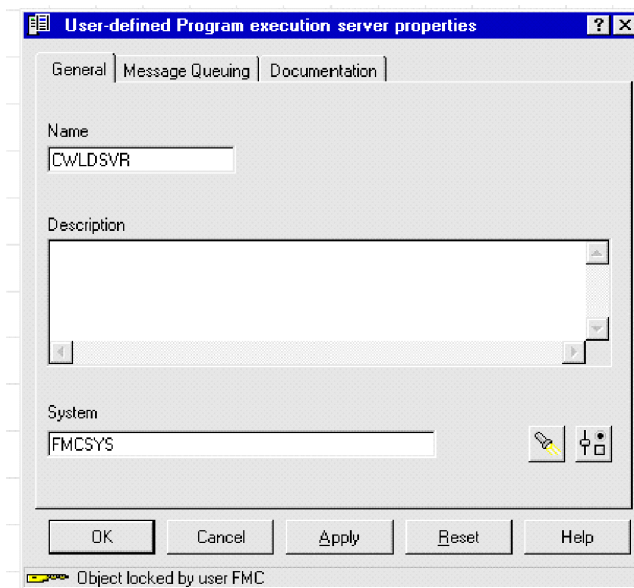 User-defined Program execution server properties
General Message Queuing Documentation
Name
CWLDSVR
Description
System
FMCSYS
OK Cancel Apply Reset Help
Object locked by user FMC